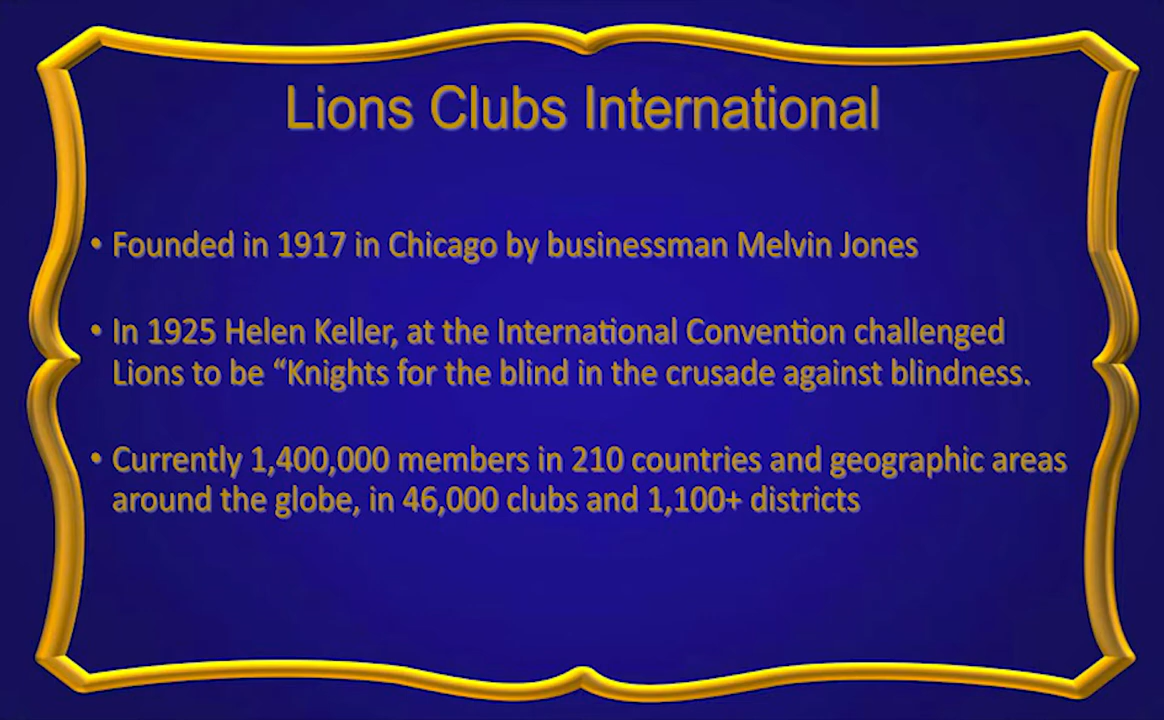 Lions Clubs International
• Founded in 1917 in Chicago by businessman Melvin Jones
• In 1925 Helen Keller, at the International Convention challenged
Lions to be “Knights for the blind in the crusade against blindness.
• Currently 1,400,000 members in 210 countries and geographic areas
around the globe, in 46,000 clubs and 1,100+ districts